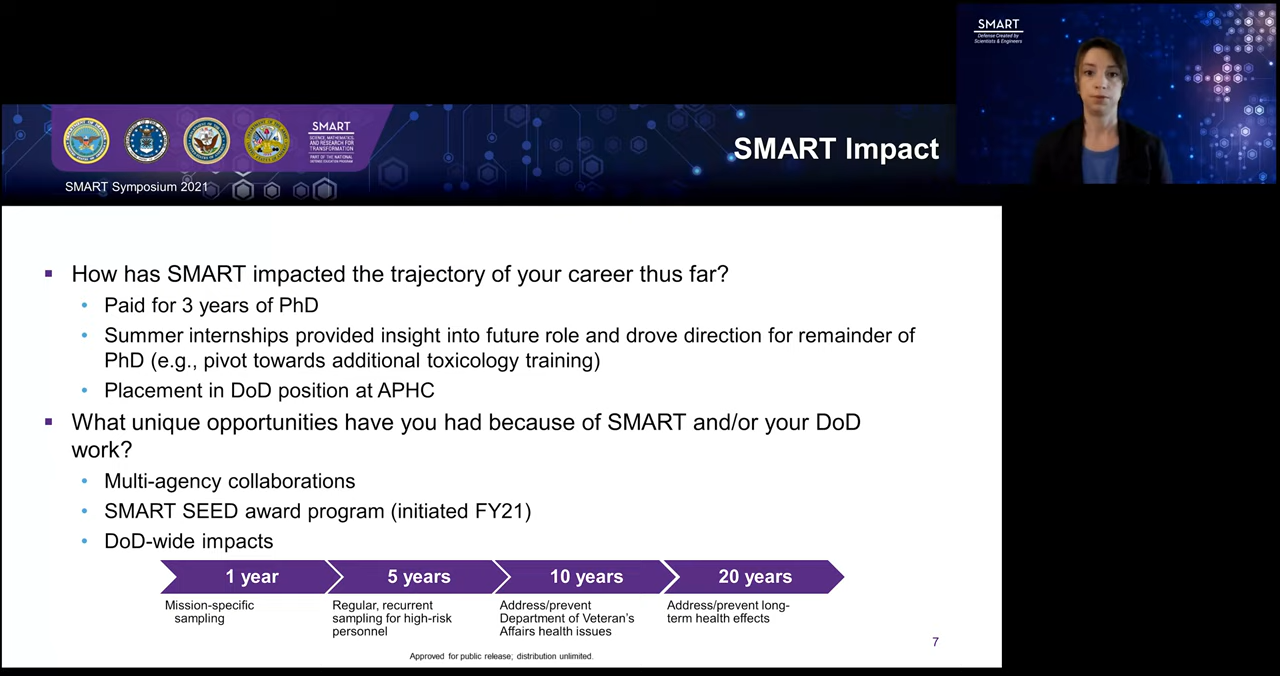 SMART
Defense Created by
Scientists & Engineers
SMART
SCIENCE, MATHEMATICS,
AND RESEARCH FOR
TRANSFORMATION
PART OF THE NATIONAL
DEFENSE EDUCATION PROGRAM
SMART Impact
SMART Symposium 2021
How has SMART impacted the trajectory of your career thus far?
Paid for 3 years of PhD
Summer internships provided insight into future role and drove direction for remainder of
PhD (e.g., pivot towards additional toxicology training)
Placement in DoD position at APHC
What unique opportunities have you had because of SMART and/or your DoD
work?
Multi-agency collaborations
SMART SEED award program (initiated FY21)
DoD-wide impacts
1 year
5 years
10 years
20 years
Mission-specific
sampling
Regular, recurrent
sampling for high-risk
personnel
Address/prevent
Department of Veteran's
Affairs health issues
Address/prevent long-
term health effects
7
Approved for public release; distribution unlimited.